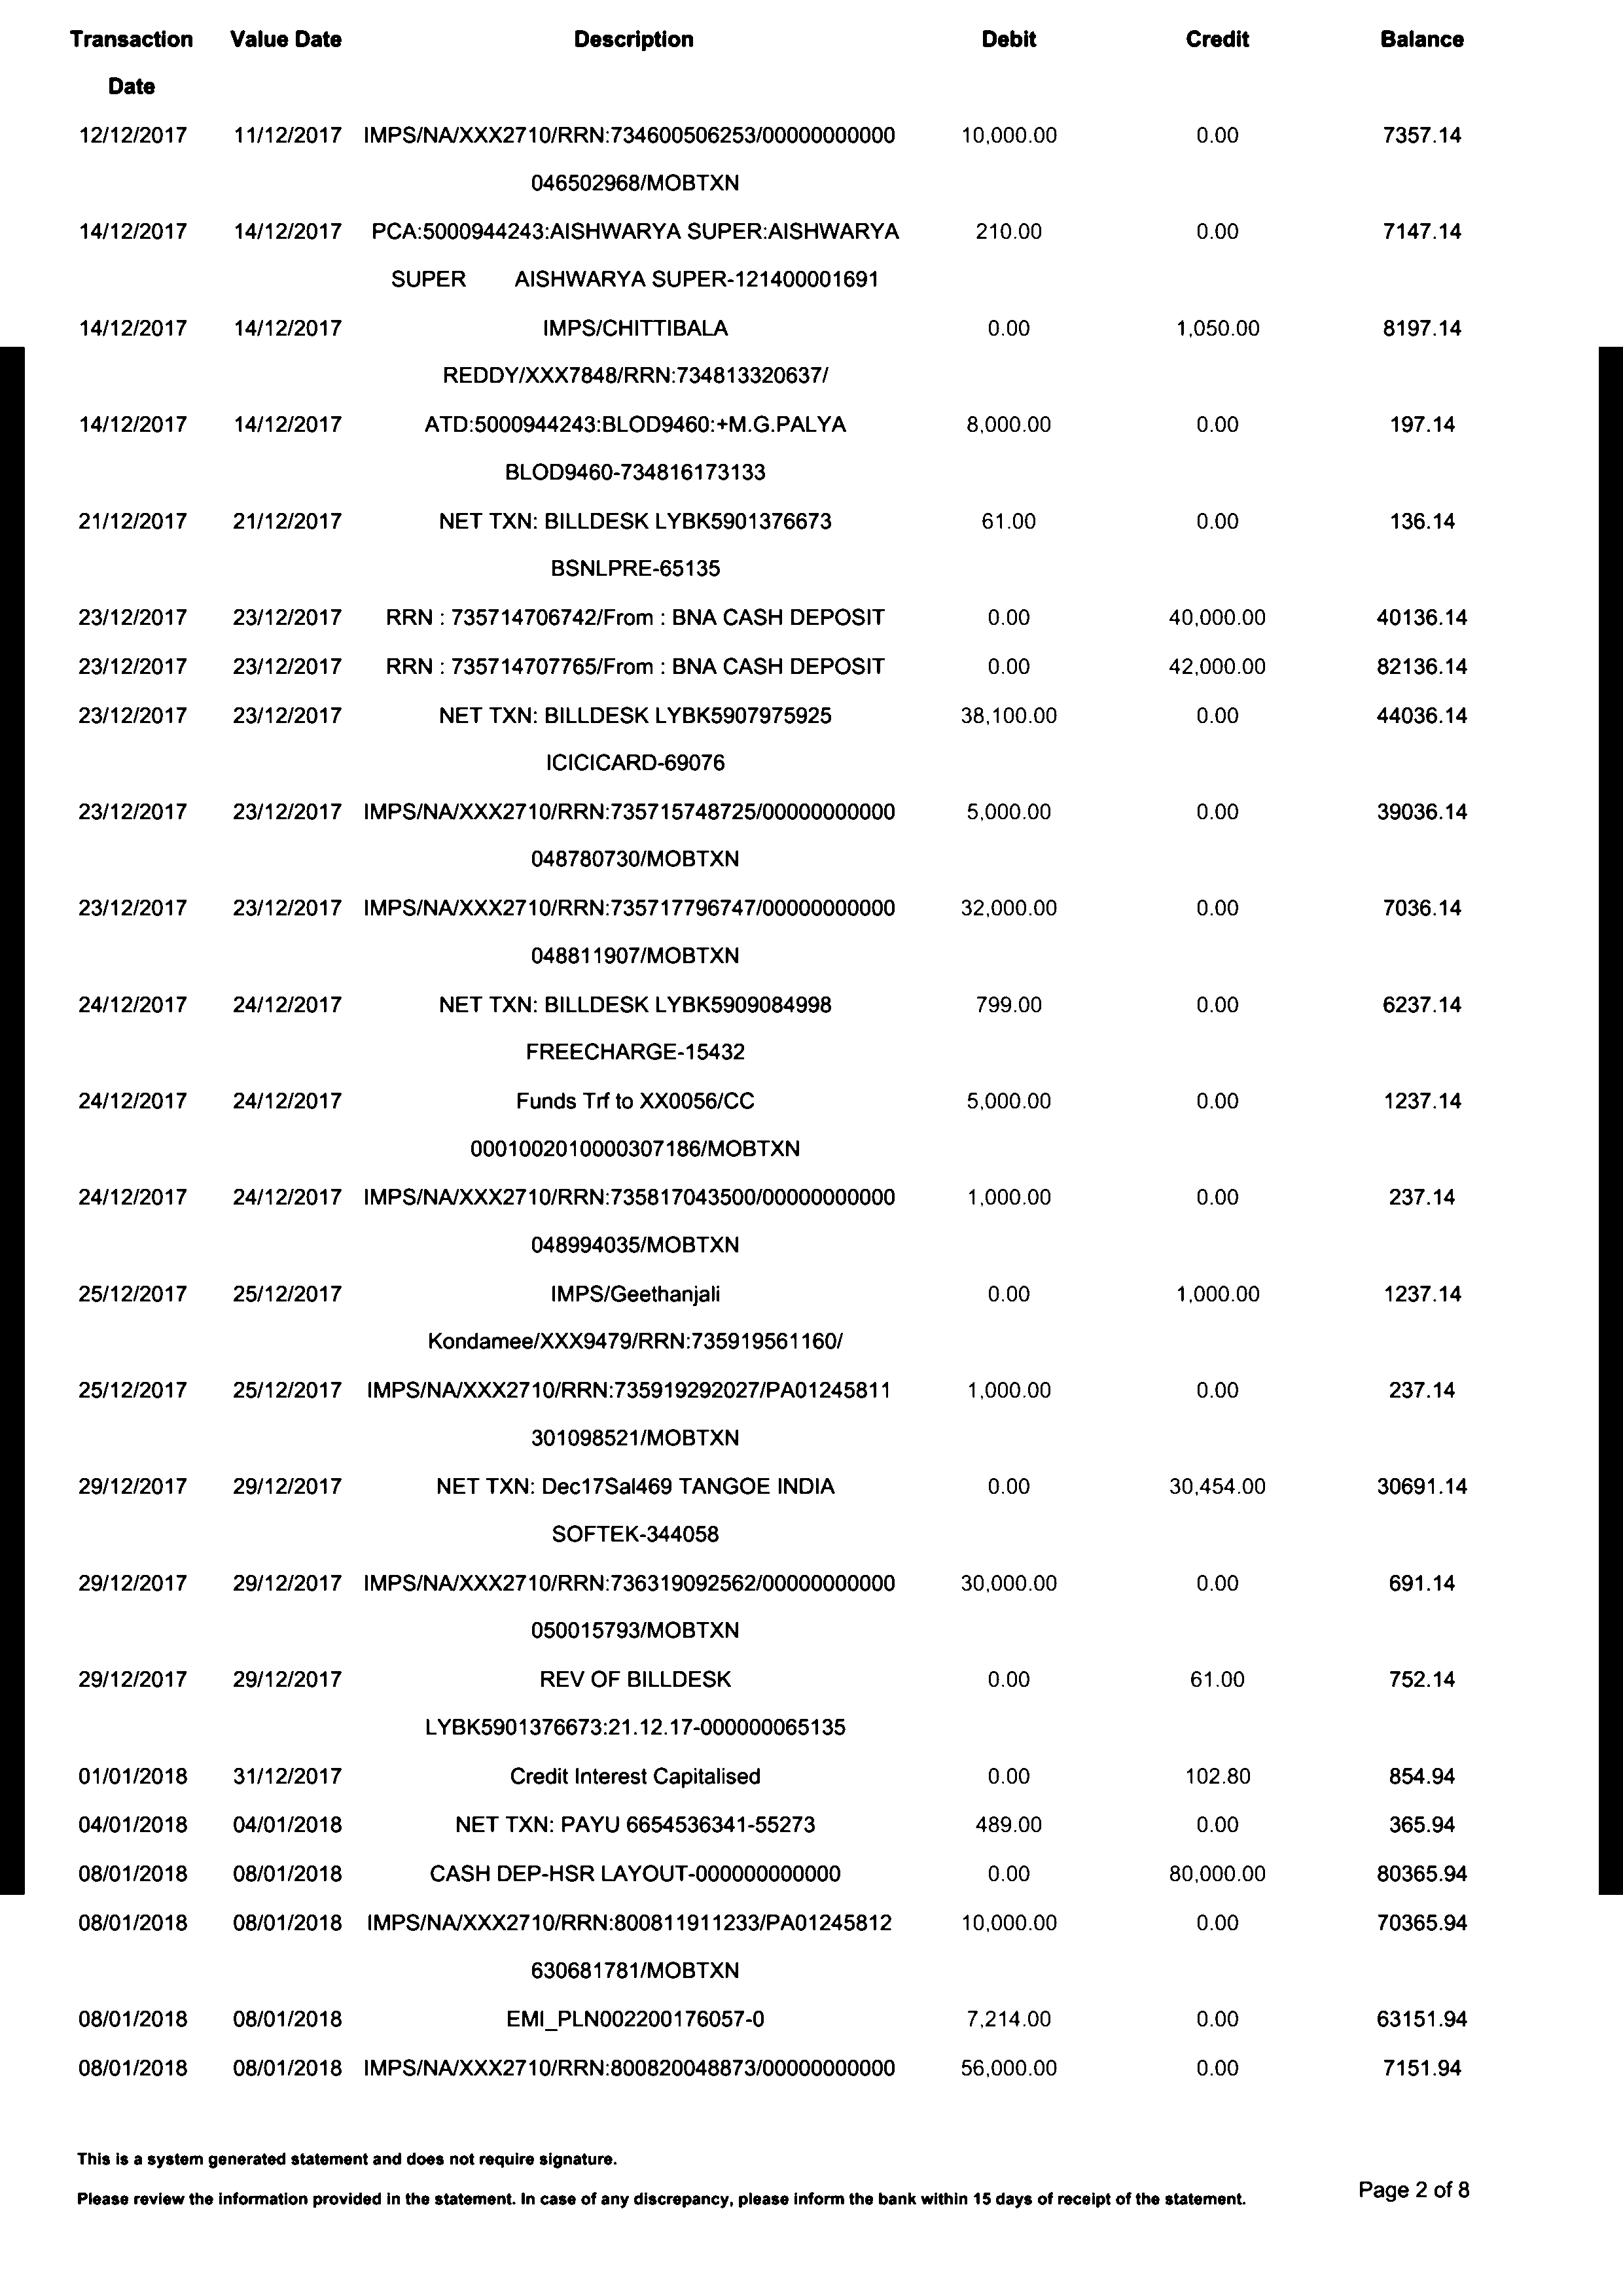 Transaction Value Date Description Debit Credit Balance
Date
12/12/2017 11/12/2017 IMPS/NA/XXX2710/RRN:734600506253/00000000000 10,000.00 0.00 7357.14
046502968/MOBTXN
14/12/2017 14/12/2017 PCA:5000944243:AISHWARYA SUPER:AISHWARYA 210.00 0.00 7147.14
SUPER AISHWARYA SUPER-121400001691
14/12/2017 14/12/2017 IMPS/CHITTIBALA 0.00 1,050.00 8197.14
REDDY/XXX7848/RRN:734813320637/
14/12/2017 14/12/2017 ATD:5000944243:BLOD9460:+M.G.PALYA 8,000.00 0.00 197.14
BLOD9460-734816173133
21/12/2017 21/12/2017 NET TXN: BILLDESK LYBK5901376673 61.00 0.00 136.14
BSNLPRE-65135
23/12/2017 23/12/2017 RRN : 735714706742/From : BNA CASH DEPOSIT 0.00 40,000.00 40136.14
23/12/2017 23/12/2017 RRN : 735714707765/From : BNA CASH DEPOSIT 0.00 42,000.00 82136.14
23/12/2017 23/12/2017 NET TXN: BILLDESK LYBK5907975925 38,100.00 0.00 44036.14
ICICICARD-69076
23/12/2017 23/12/2017 IMPS/NA/XXX2710/RRN:735715748725/00000000000 5,000.00 0.00 39036.14
048780730/MOBTXN
23/12/2017 23/12/2017 IMPS/NA/XXX2710/RRN:735717796747/00000000000 32,000.00 0.00 7036.14
048811907/MOBTXN
24/12/2017 24/12/2017 NET TXN: BILLDESK LYBK5909084998 799.00 0.00 6237.14
FREECHARGE-15432
24/12/2017 24/12/2017 Funds Trf to XX0056/CC 5,000.00 0.00 1237.14
0001002010000307186/MOBTXN
24/12/2017 24/12/2017 IMPS/NA/XXX2710/RRN:735817043500/00000000000 1,000.00 0.00 237.14
048994035/MOBTXN
25/12/2017 25/12/2017 IMPS/Geethanjali 0.00 1,000.00 1237.14
Kondamee/XXX9479/RRN:735919561160/
25/12/2017 25/12/2017 IMPS/NA/XXX2710/RRN:735919292027/PA01245811 1,000.00 0.00 237.14
301098521/MOBTXN
29/12/2017 29/12/2017 NET TXN: Dec17Sal469 TANGOE INDIA 0.00 30,454.00 30691.14
SOFTEK-344058
29/12/2017 29/12/2017 IMPS/NA/XXX2710/RRN:736319092562/00000000000 30,000.00 0.00 691.14
050015793/MOBTXN
29/12/2017 29/12/2017 REV OF BILLDESK 0.00 61.00 752.14
LYBK5901376673:21.12.17-000000065135
01/01/2018 31/12/2017 Credit Interest Capitalised 0.00 102.80 854.94
04/01/2018 04/01/2018 NET TXN: PAYU 6654536341-55273 489.00 0.00 365.94
08/01/2018 08/01/2018 CASH DEP-HSR LAYOUT-000000000000 0.00 80,000.00 80365.94
08/01/2018 08/01/2018 IMPS/NA/XXX2710/RRN:800811911233/PA01245812 10,000.00 0.00 70365.94
630681781/MOBTXN
08/01/2018 08/01/2018 EMI_PLN002200176057-0 7,214.00 0.00 63151.94
08/01/2018 08/01/2018 IMPS/NA/XXX2710/RRN:800820048873/00000000000 56,000.00 0.00 7151.94
This is a system generated statement and does not require signature.
Please review the information provided in the statement. In case of any discrepancy, please inform the bank within 15 days of receipt of the statement.
Page 2 of 8